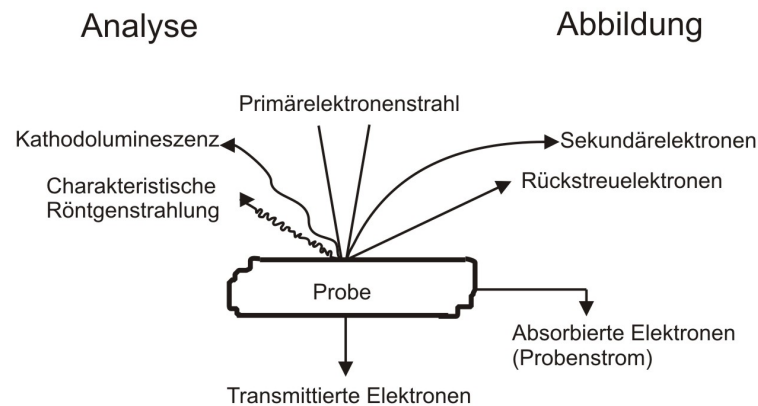 Analyse
Abbildung
Primärelektronenstrahl
Kathodolumineszenz
Sekundärelektronen
Charakteristische
Röntgenstrahlung
Rückstreuelektronen
Probe
Absorbierte Elektronen
(Probenstrom)
Transmittierte Elektronen